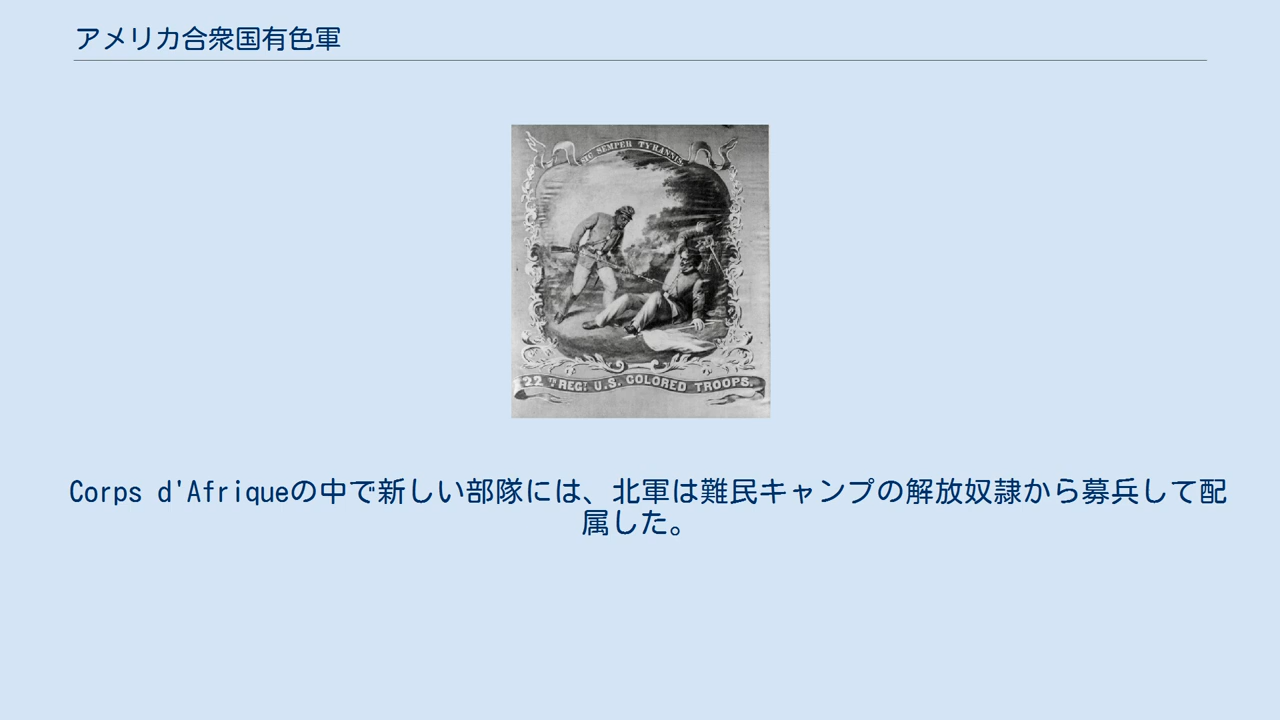 アメリカ合衆国有色軍
SIC SEMPER TYRANNIS
22TH REGT U.S. COLORED TROOPS.
Corps d'Afriqueの中で新しい部隊には、北軍は難民キャンプの解放奴隷から募兵して配
属した。